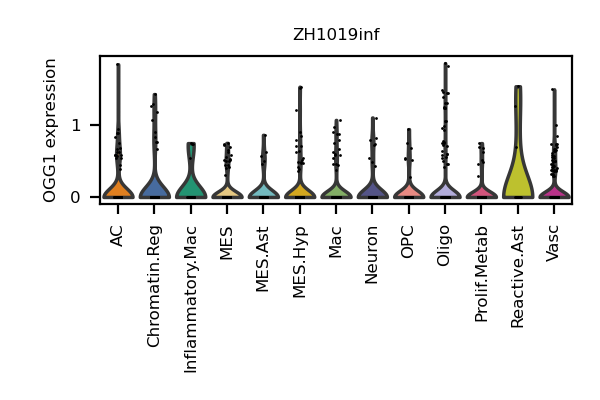 ZH1019inf
OGG1 expression
1
0
AC
Chromatin.Reg
Inflammatory.Mac
MES
MES.Ast
MES.Hyp
Mac
Neuron
OPC
Oligo
Prolif.Metab
Reactive.Ast
Vasc